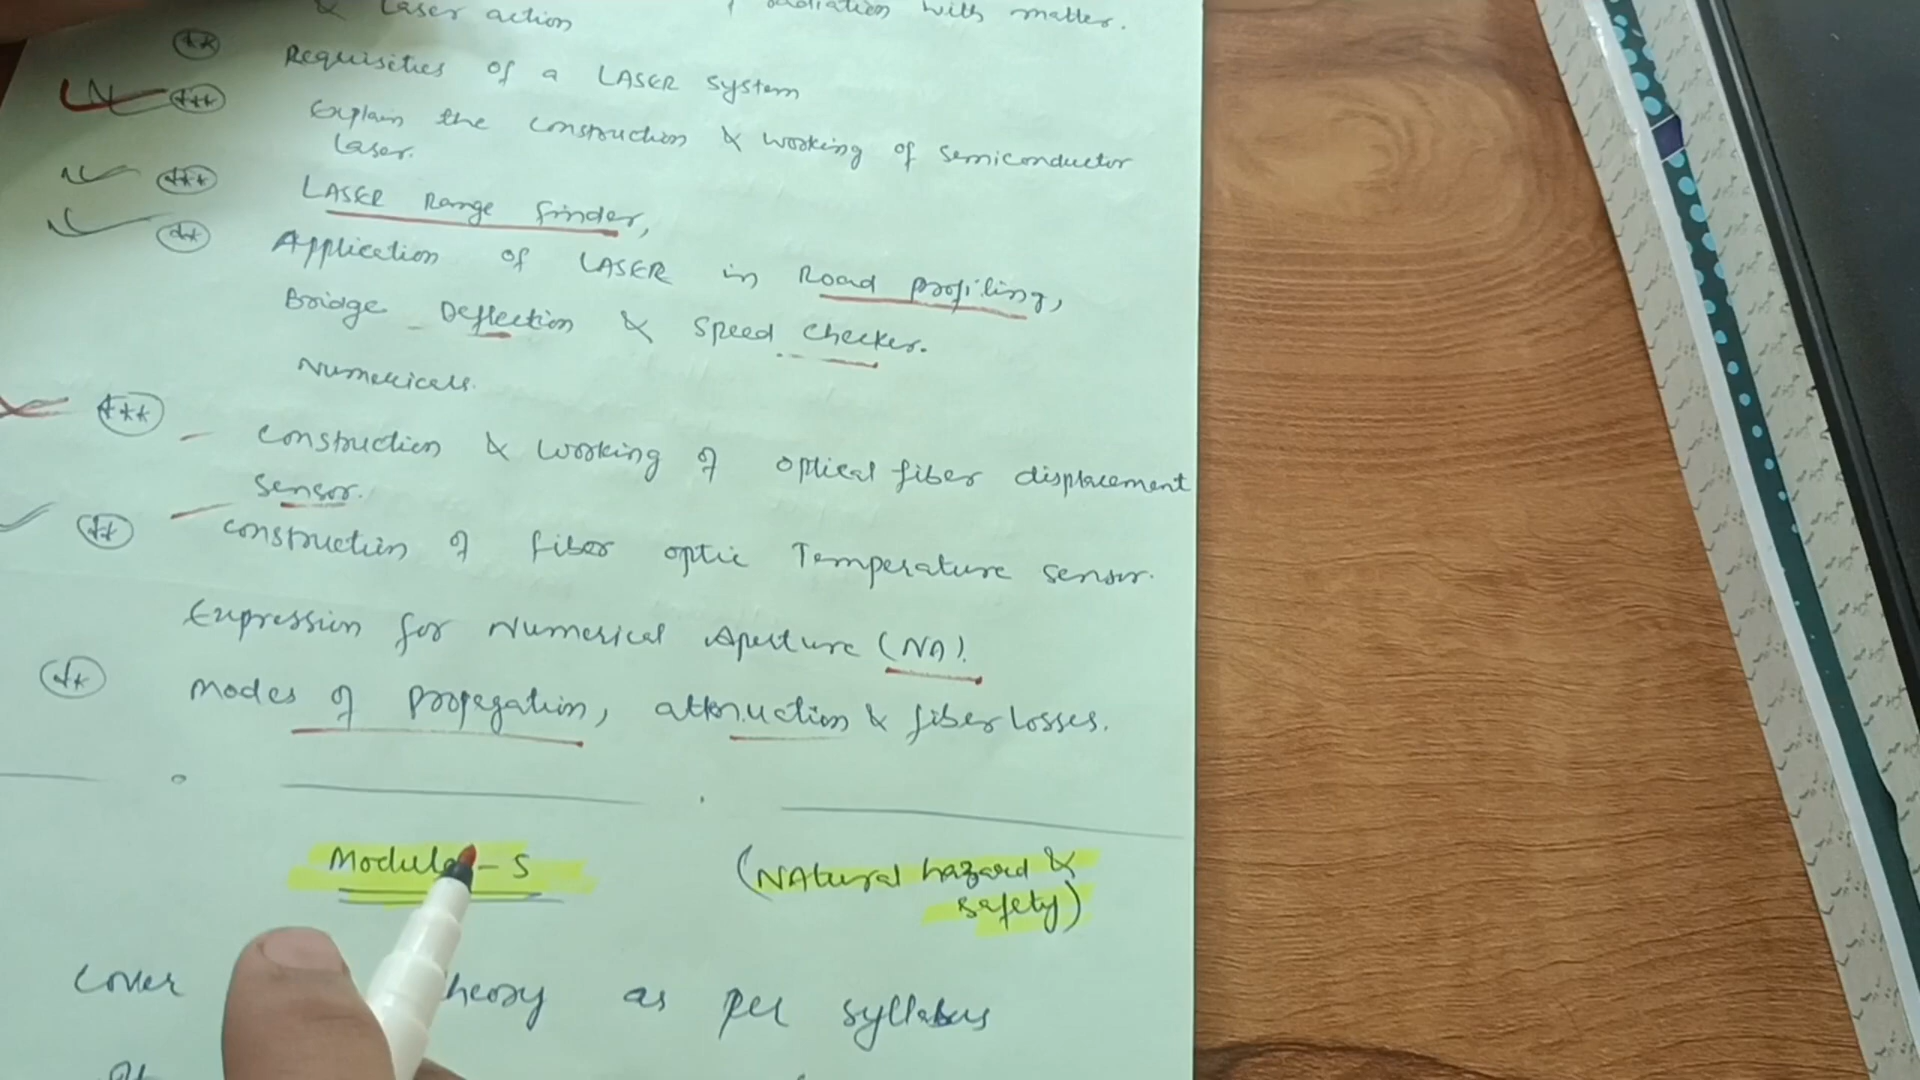 & Laser action radiation with matter.
** Requisities of a LASER system
*** Explain the construction & working of semiconductor
Laser.
*** LASER Range finder,
** Application of LASER in Road profiling,
Bridge Deflection & Speed checker.
Numericals.
*** construction & working of optical fiber displacement
sensor.
** construction of fiber optic Temperature sensor.
Expression for Numerical Aperture (NA).
** Modes of propagation, attenuation & fiber losses.
Module-5 (Natural hazard &
safety)
cover theory as per syllabus